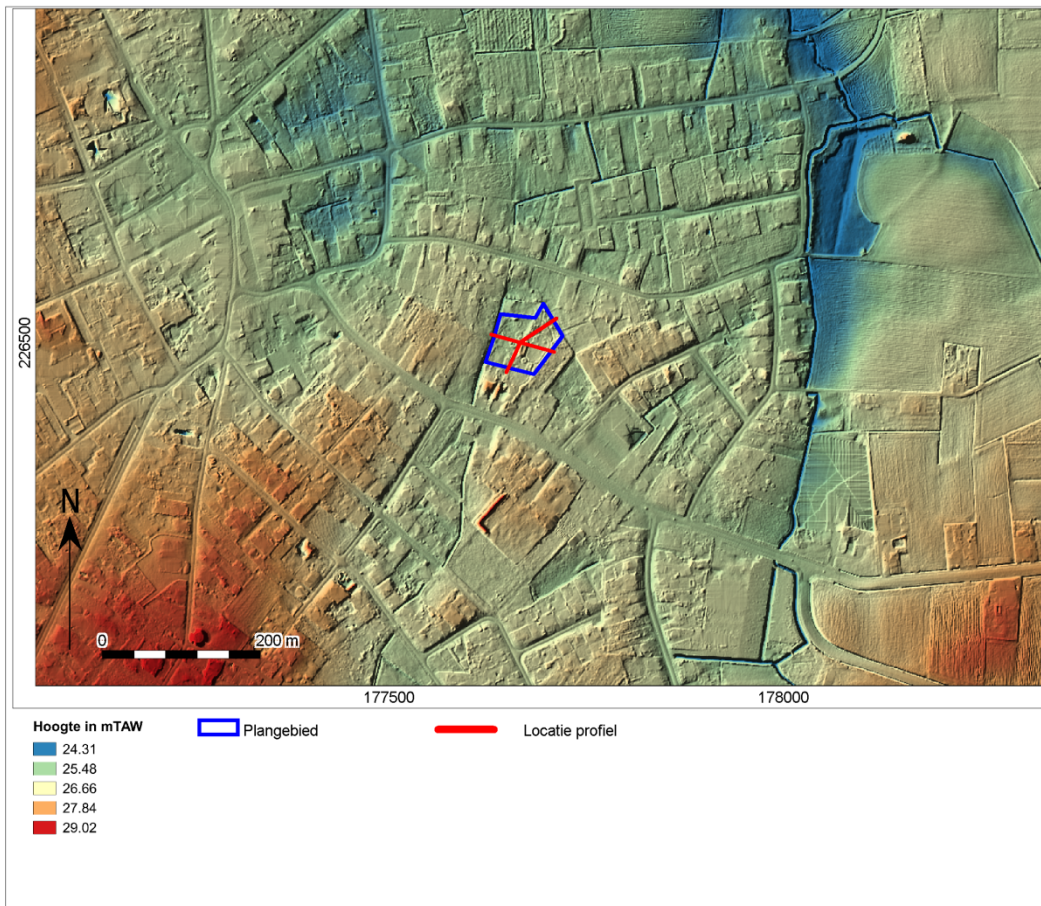 226500
N
0 200 m
177500 178000
Hoogte in mTAW
Plangebied Locatie profiel
24.31
25.48
26.66
27.84
29.02